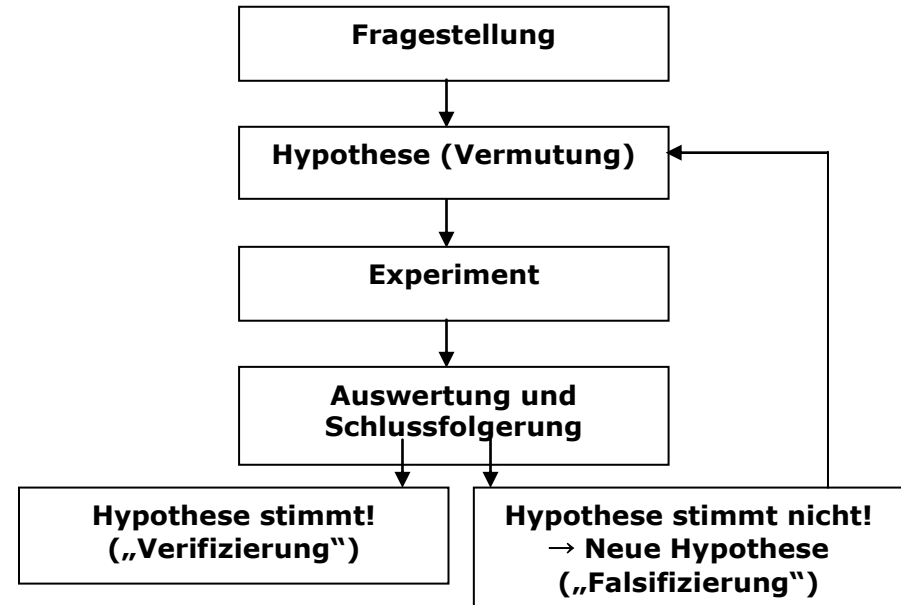 Fragestellung
Hypothese (Vermutung)
Experiment
Auswertung und
Schlussfolgerung
Hypothese stimmt!
(„Verifizierung“)
Hypothese stimmt nicht!
→ Neue Hypothese
(„Falsifizierung“)